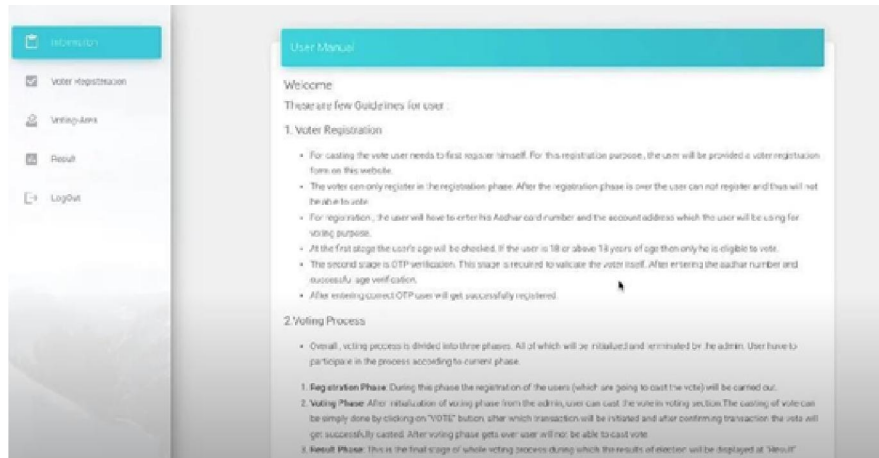 Information
Voter Registration
Voting Area
Result
LogOut
User Manual
Welcome
These are few Guidelines for user :
1. Voter Registration
• For casting the vote user needs to first register himself. For this registration purpose, the user will be provided a voter registration
form on this website.
• The voter can only register in the registration phase. After the registration phase is over the user can not register and thus will not
be able to vote.
• For registration, the user will have to enter his Aadhar card number and the account address which the user will be using for
voting purpose.
• At the first stage the user's age will be checked. If the user is 18 or above 18 years of age then only he is eligible to vote.
• The second stage is OTP verification. This stage is required to validate the voter itself. After entering the aadhar number and
successful age verification.
• After entering correct OTP user will get successfully registered.
2.Voting Process
• Overall, voting process is divided into three phases. All of which will be initialized and terminated by the admin. User have to
participate in the process according to current phase.
1. Registration Phase: During this phase the registration of the users (which are going to cast the vote) will be carried out.
2. Voting Phase: After initialization of voting phase from the admin, user can cast the vote in voting section.The casting of vote can
be simply done by clicking on "VOTE" button, after which transaction will be initiated and after confirming transaction the vote will
get successfully casted. After voting phase gets over user will not be able to cast vote
3. Result Phase: This is the final stage of whole voting process during which the results of election will be displayed at "Result"